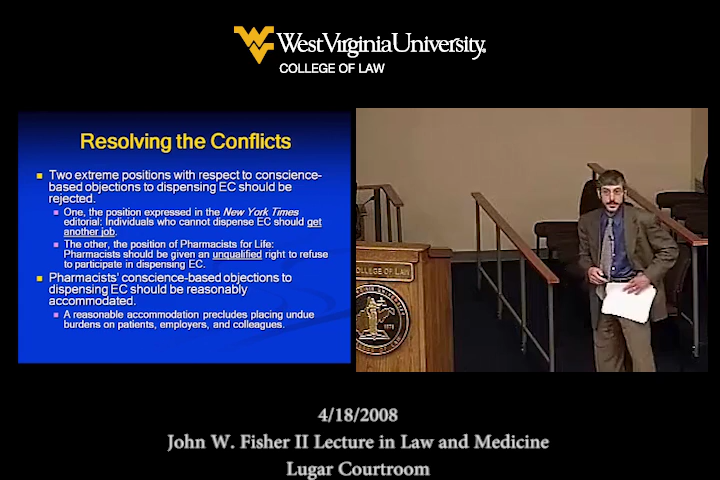 West Virginia University.
COLLEGE OF LAW
Resolving the Conflicts
Two extreme positions with respect to conscience-
based objections to dispensing EC should be
rejected.
One, the position expressed in the New York Times
editorial: Individuals who cannot dispense EC should get
another job.
The other, the position of Pharmacists for Life:
Pharmacists should be given an unqualified right to refuse
to participate in dispensing EC.
Pharmacists' conscience-based objections to
dispensing EC should be reasonably
accommodated.
A reasonable accommodation precludes placing undue
burdens on patients, employers, and colleagues.
COLLEGE OF LAW
4/18/2008
John W. Fisher II Lecture in Law and Medicine
Lugar Courtroom